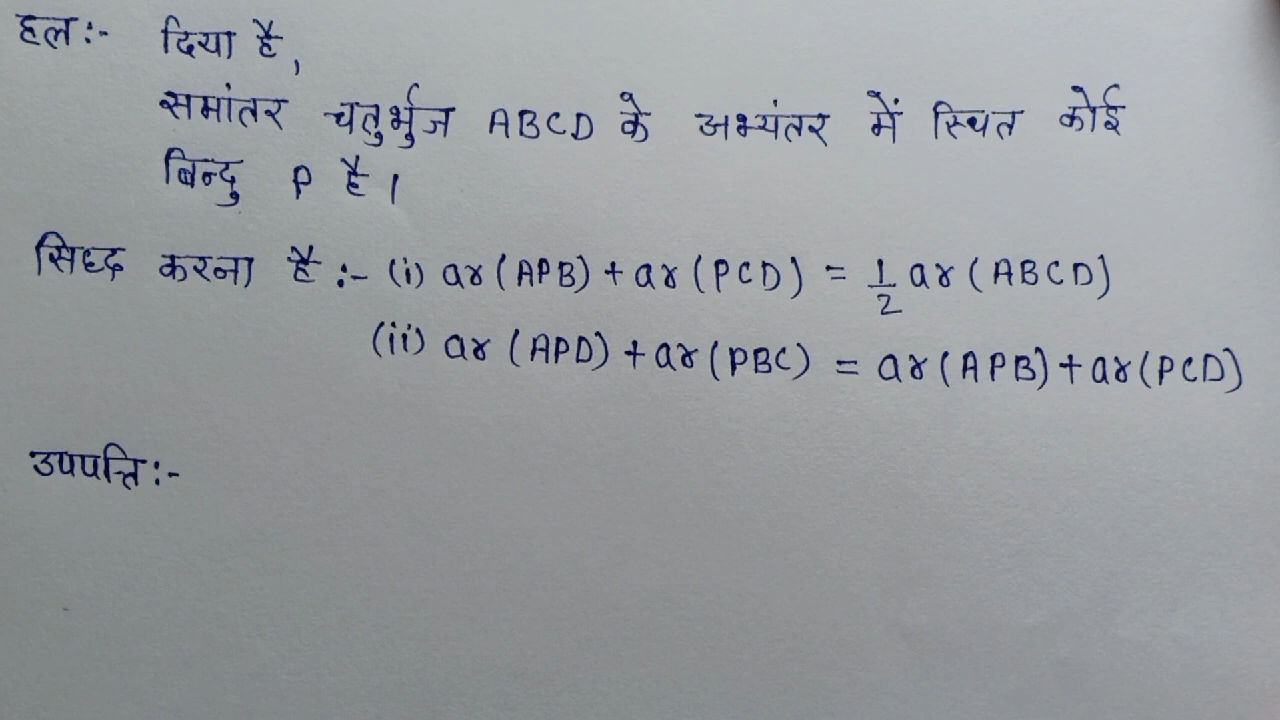 हल:- दिया है,
समांतर चतुर्भुज ABCD के अभ्यंतर में स्थित कोई
बिन्दु P है।
सिध्द करना है :- (i) ar(APB) + ar(PCD) = 1/2 ar(ABCD)
(ii) ar(APD) + ar(PBC) = ar(APB) + ar(PCD)
उपपत्ति:-